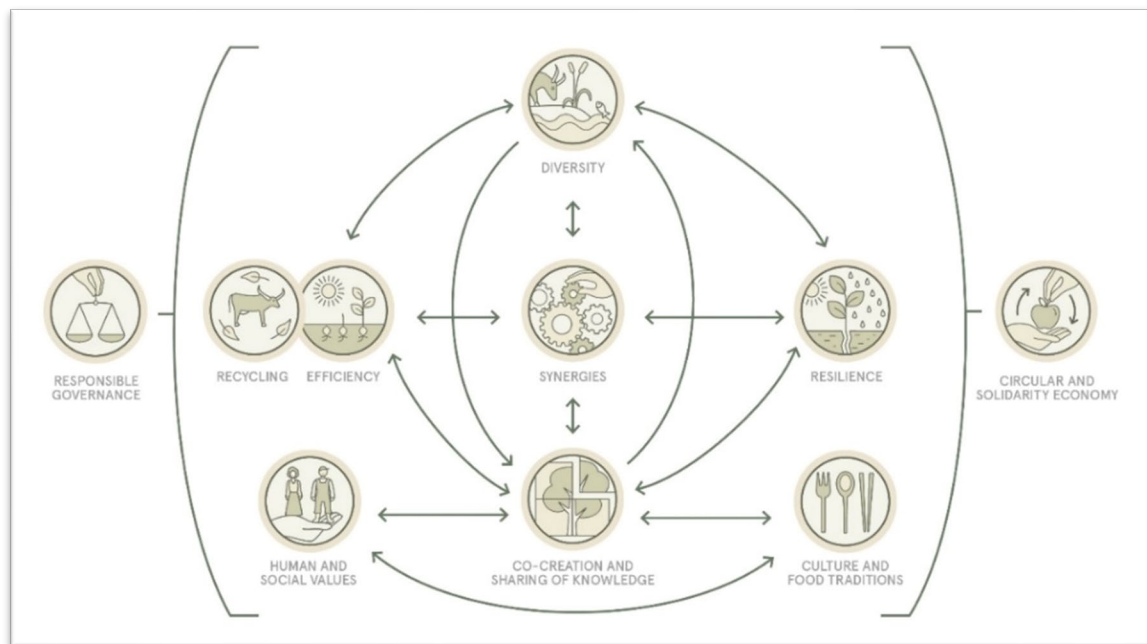 DIVERSITY
RESPONSIBLE
GOVERNANCE
RECYCLING
EFFICIENCY
SYNERGIES
RESILIENCE
CIRCULAR AND
SOLIDARITY ECONOMY
HUMAN AND
SOCIAL VALUES
CO-CREATION AND
SHARING OF KNOWLEDGE
CULTURE AND
FOOD TRADITIONS